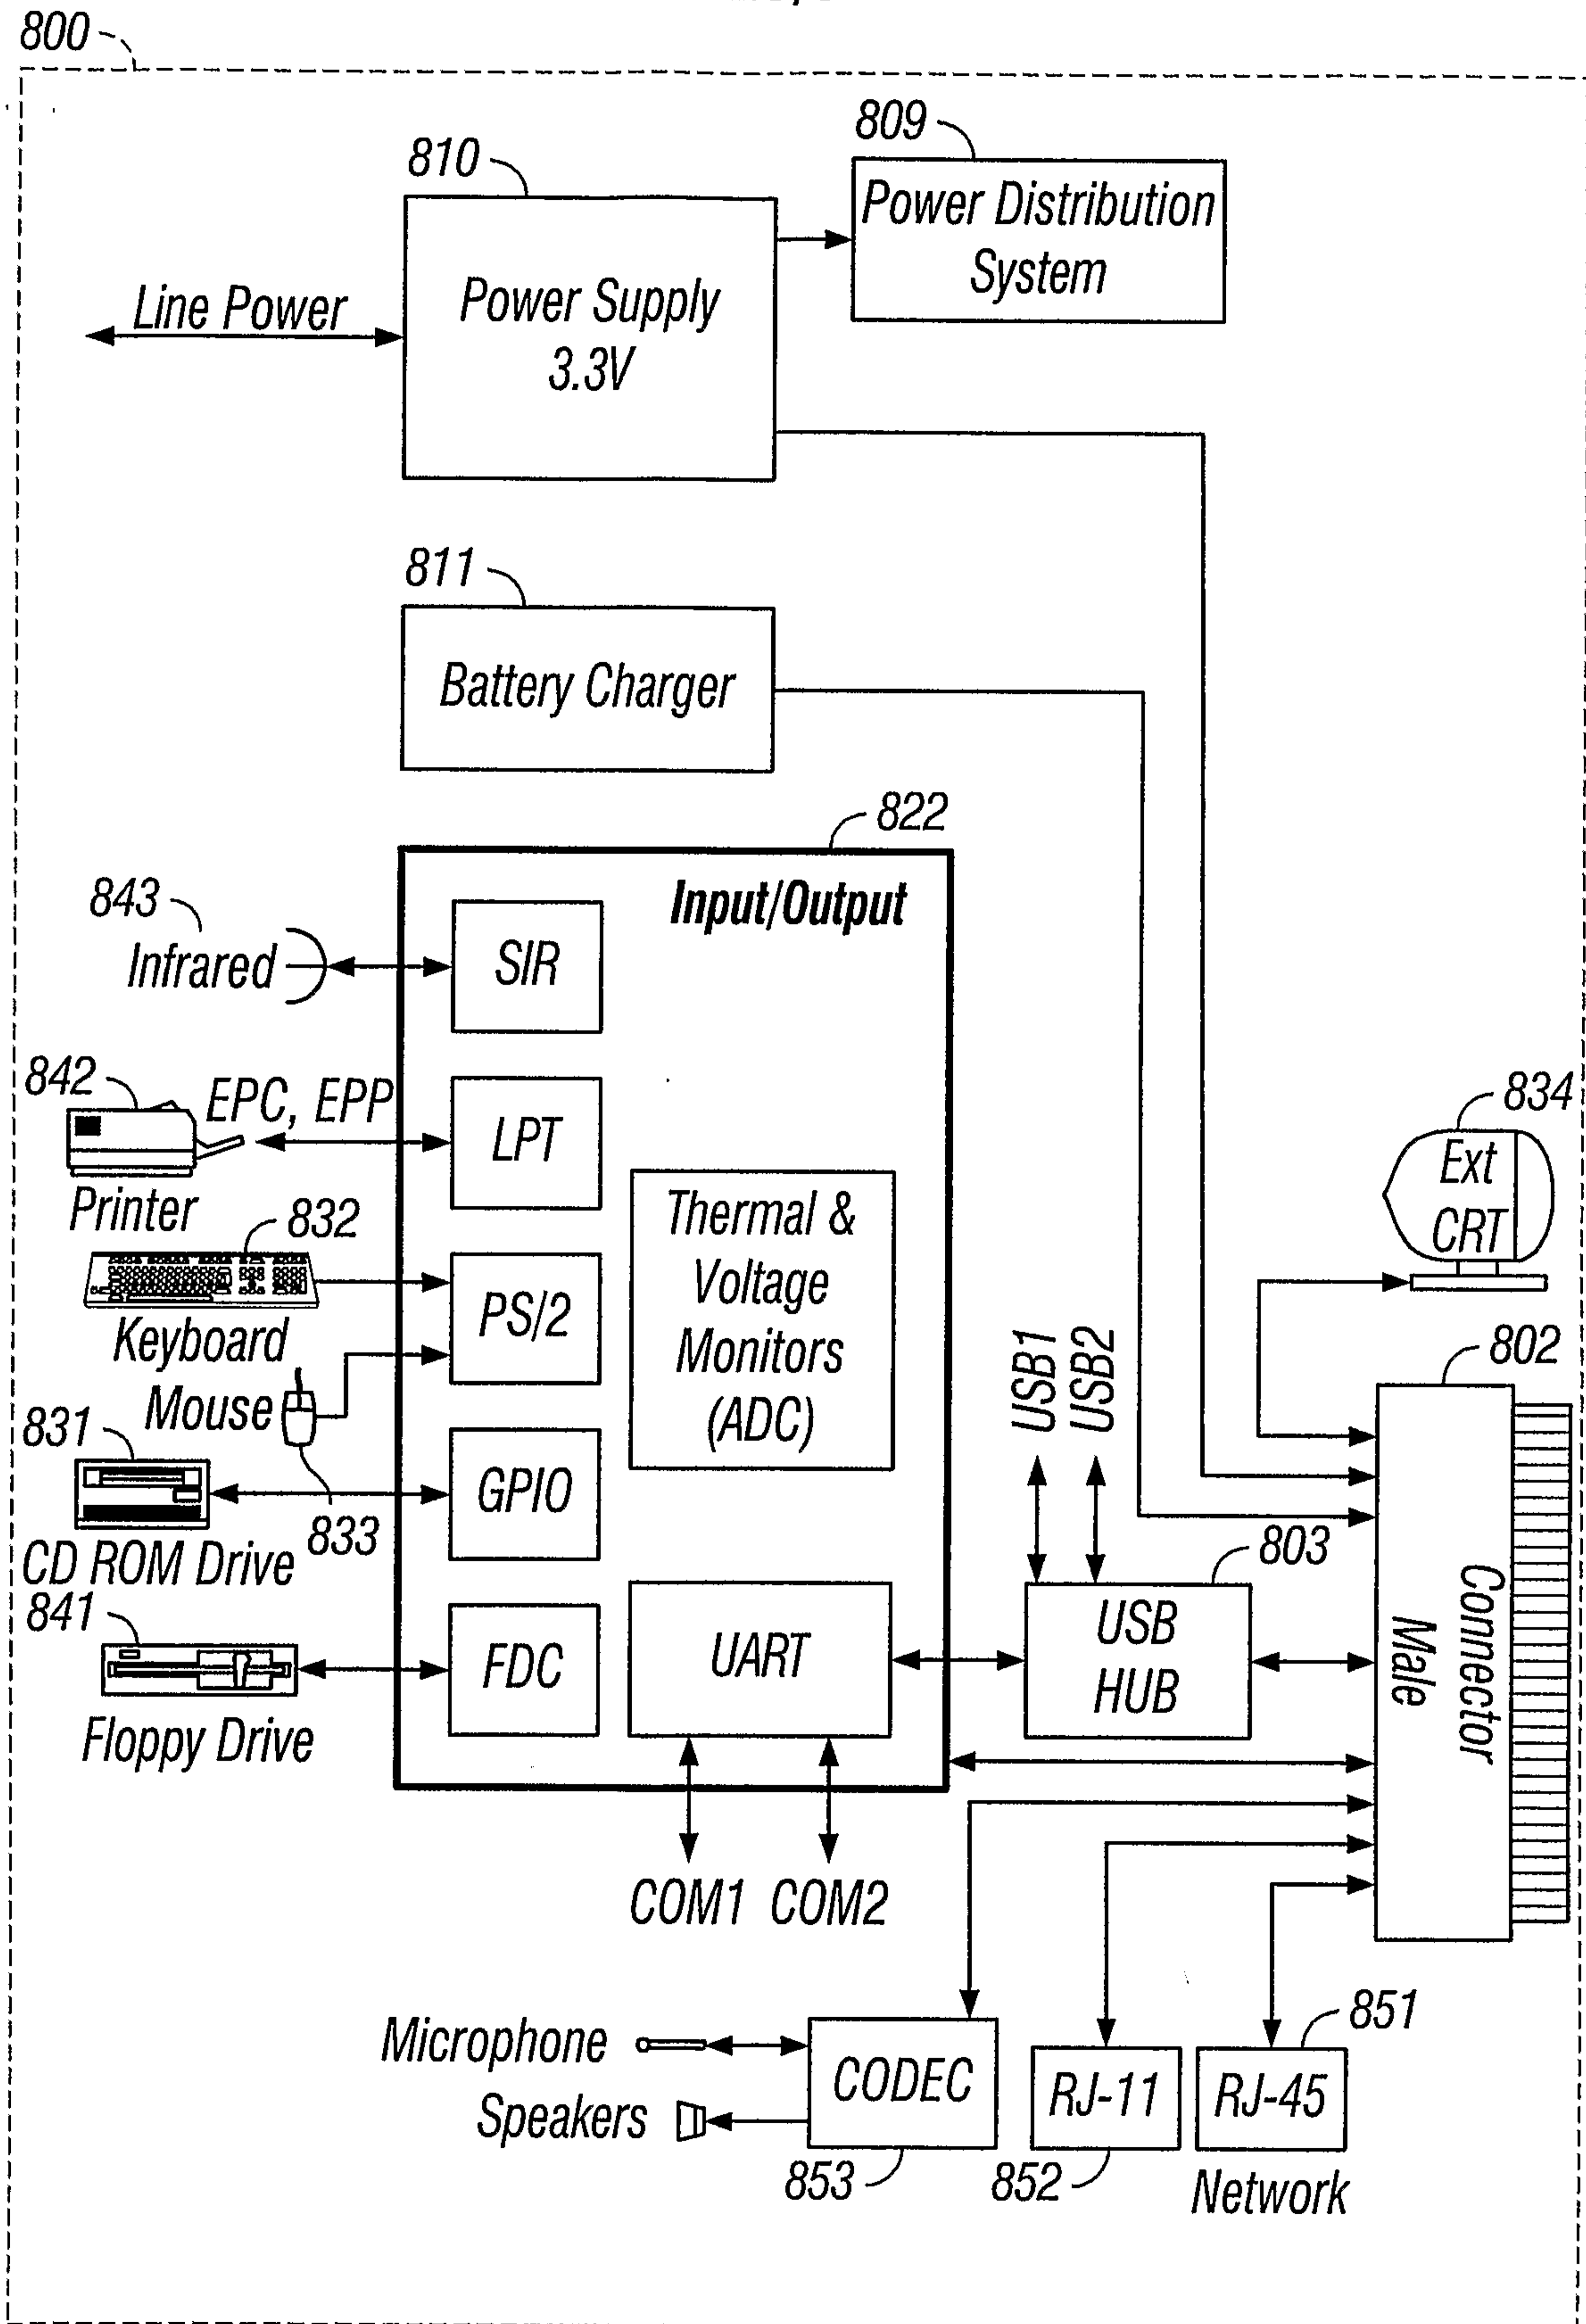 800
809
810
Power Distribution
System
Line Power
Power Supply
3.3V
811
Battery Charger
822
Input/Output
843
Infrared
SIR
842
EPC, EPP
LPT
Printer
832
Keyboard
PS/2
Mouse
831
GPIO
833
CD ROM Drive
841
FDC
Floppy Drive
Thermal &
Voltage
Monitors
(ADC)
UART
COM1 COM2
USB1
USB2
803
USB
HUB
834
Ext
CRT
802
Connector
Male
Microphone
Speakers
CODEC
853
RJ-11
852
851
RJ-45
Network